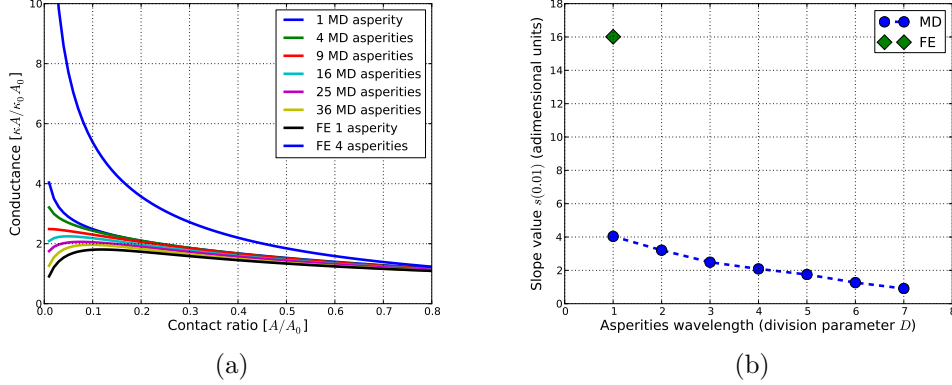 10
8
6
4
2
0
Conductance [κA/κ₀A₀]
1 MD asperity
4 MD asperities
9 MD asperities
16 MD asperities
25 MD asperities
36 MD asperities
FE 1 asperity
FE 4 asperities
0.0 0.1 0.2 0.3 0.4 0.5 0.6 0.7 0.8
Contact ratio [A/A₀]
(a)
18
16
14
12
10
8
6
4
2
0
Slope value s(0.01) (adimensional units)
MD
FE
0 1 2 3 4 5 6 7 8
Asperities wavelength (division parameter D)
(b)